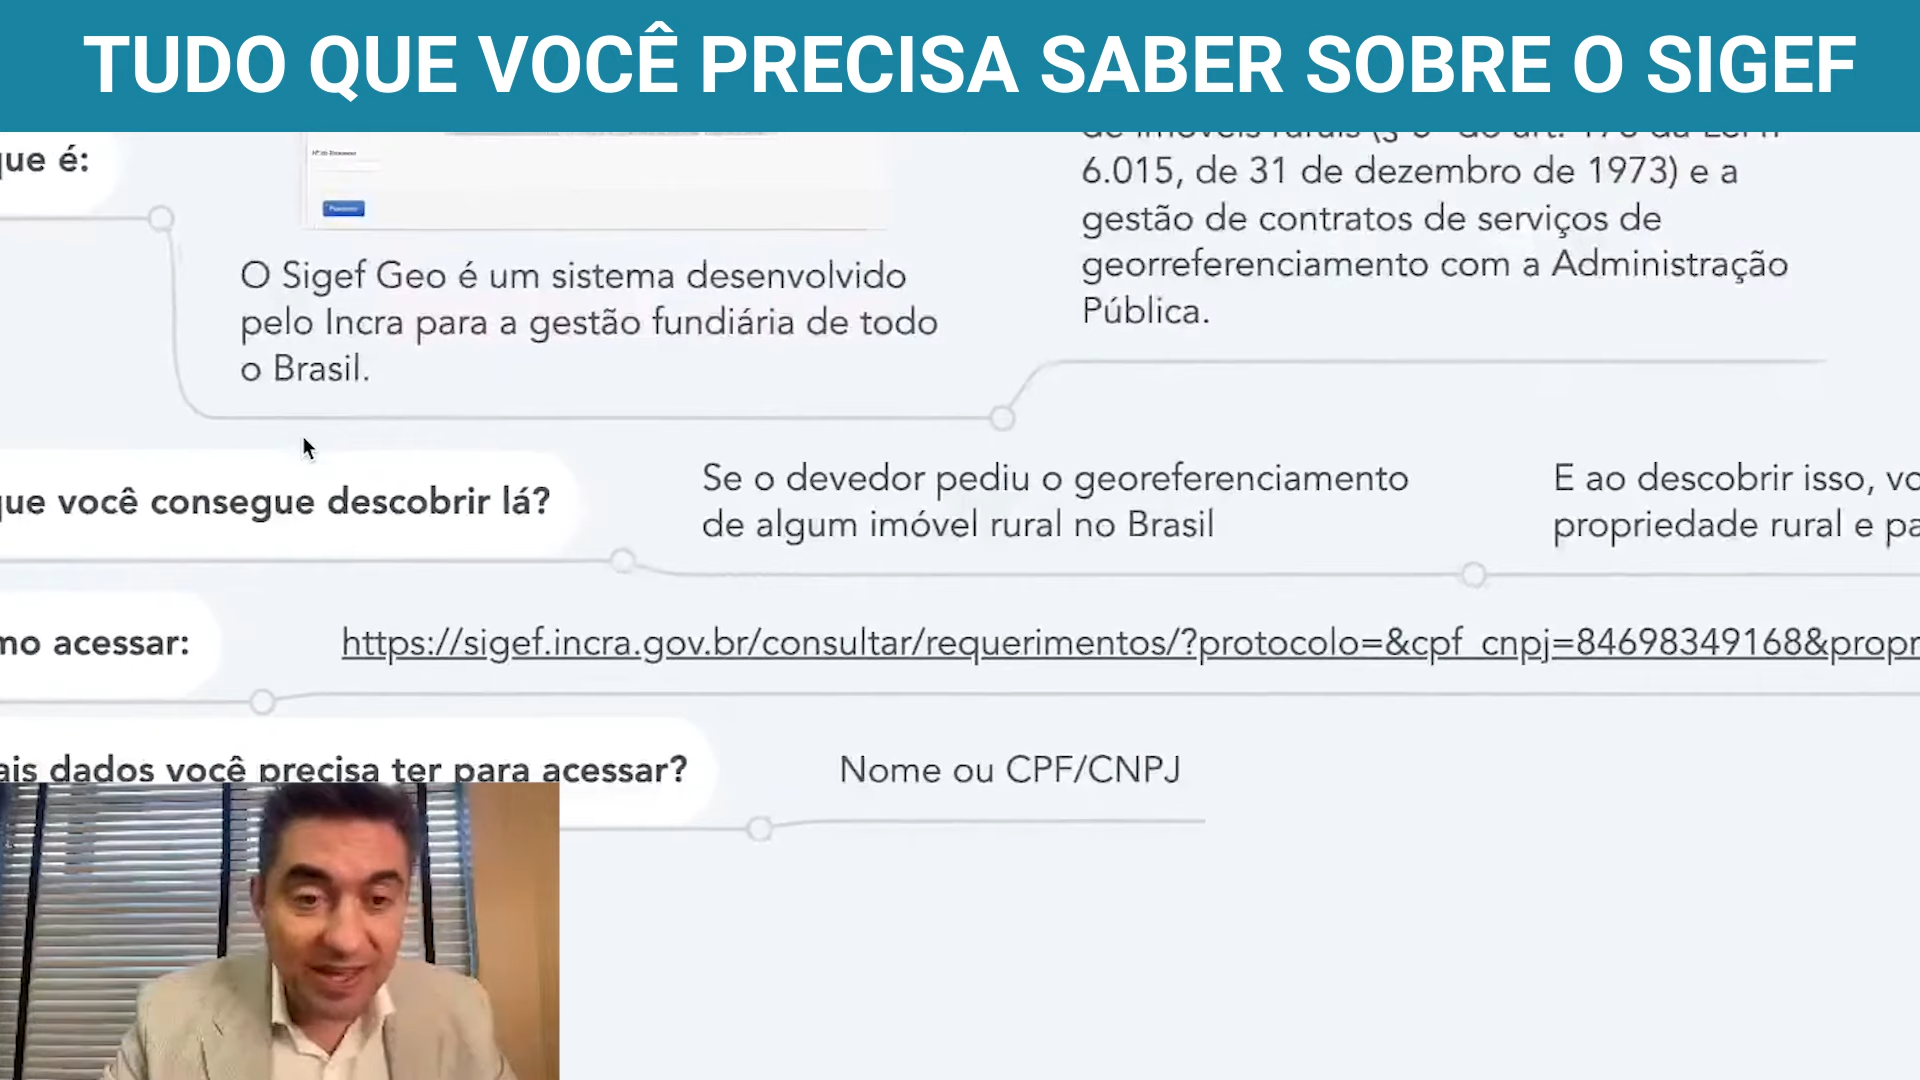 TUDO QUE VOCÊ PRECISA SABER SOBRE O SIGEF
que é:
6.015, de 31 de dezembro de 1973) e a
gestão de contratos de serviços de
georreferenciamento com a Administração
Pública.
O Sigef Geo é um sistema desenvolvido
pelo Incra para a gestão fundiária de todo
o Brasil.
que você consegue descobrir lá?
Se o devedor pediu o georeferenciamento
de algum imóvel rural no Brasil
E ao descobrir isso, vo
propriedade rural e pa
mo acessar:
https://sigef.incra.gov.br/consultar/requerimentos/?protocolo=&cpf_cnpj=84698349168&propr
ais dados você precisa ter para acessar?
Nome ou CPF/CNPJ